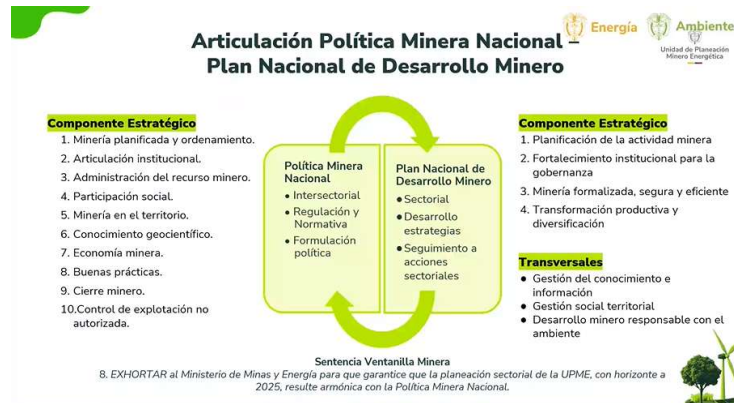 Energía
Ambiente
Unidad de Planeación
Minero Energética
Articulación Política Minera Nacional –
Plan Nacional de Desarrollo Minero
Componente Estratégico
1. Minería planificada y ordenamiento.
2. Articulación institucional.
3. Administración del recurso minero.
4. Participación social.
5. Minería en el territorio.
6. Conocimiento geocientífico.
7. Economía minera.
8. Buenas prácticas.
9. Cierre minero.
10.Control de explotación no
autorizada.
Política Minera
Nacional
• Intersectorial
• Regulación y
Normativa
• Formulación
política
Plan Nacional de
Desarrollo Minero
• Sectorial
• Desarrollo
estrategias
• Seguimiento a
acciones
sectoriales
Componente Estratégico
1. Planificación de la actividad minera
2. Fortalecimiento institucional para la
gobernanza
3. Minería formalizada, segura y eficiente
4. Transformación productiva y
diversificación
Transversales
• Gestión del conocimiento e
información
• Gestión social territorial
• Desarrollo minero responsable con el
ambiente
Sentencia Ventanilla Minera
8. EXHORTAR al Ministerio de Minas y Energía para que garantice que la planeación sectorial de la UPME, con horizonte a
2025, resulte armónica con la Política Minera Nacional.